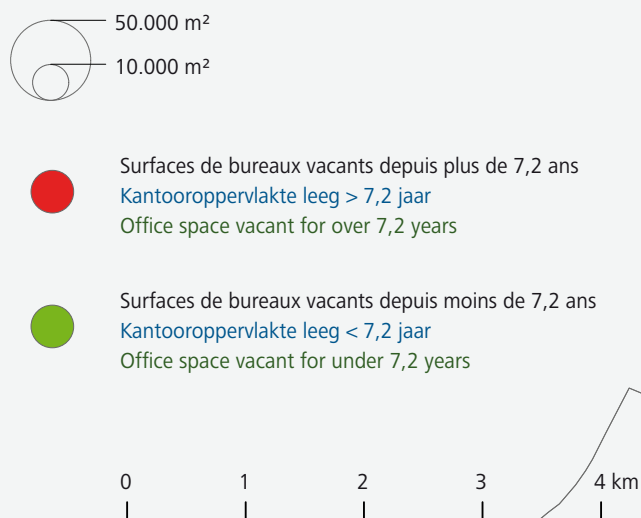 50.000 m²
10.000 m²
Surfaces de bureaux vacants depuis plus de 7,2 ans
Kantooroppervlakte leeg > 7,2 jaar
Office space vacant for over 7,2 years
Surfaces de bureaux vacants depuis moins de 7,2 ans
Kantooroppervlakte leeg < 7,2 jaar
Office space vacant for under 7,2 years
0 1 2 3 4 km